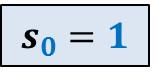 s₀ = 1